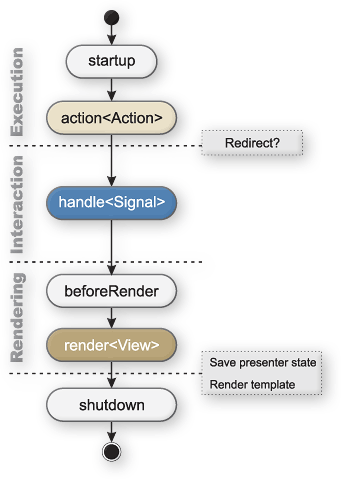 startup
action<Action>
Execution
Redirect?
handle<Signal>
Interaction
beforeRender
render<View>
Rendering
Save presenter state
Render template
shutdown